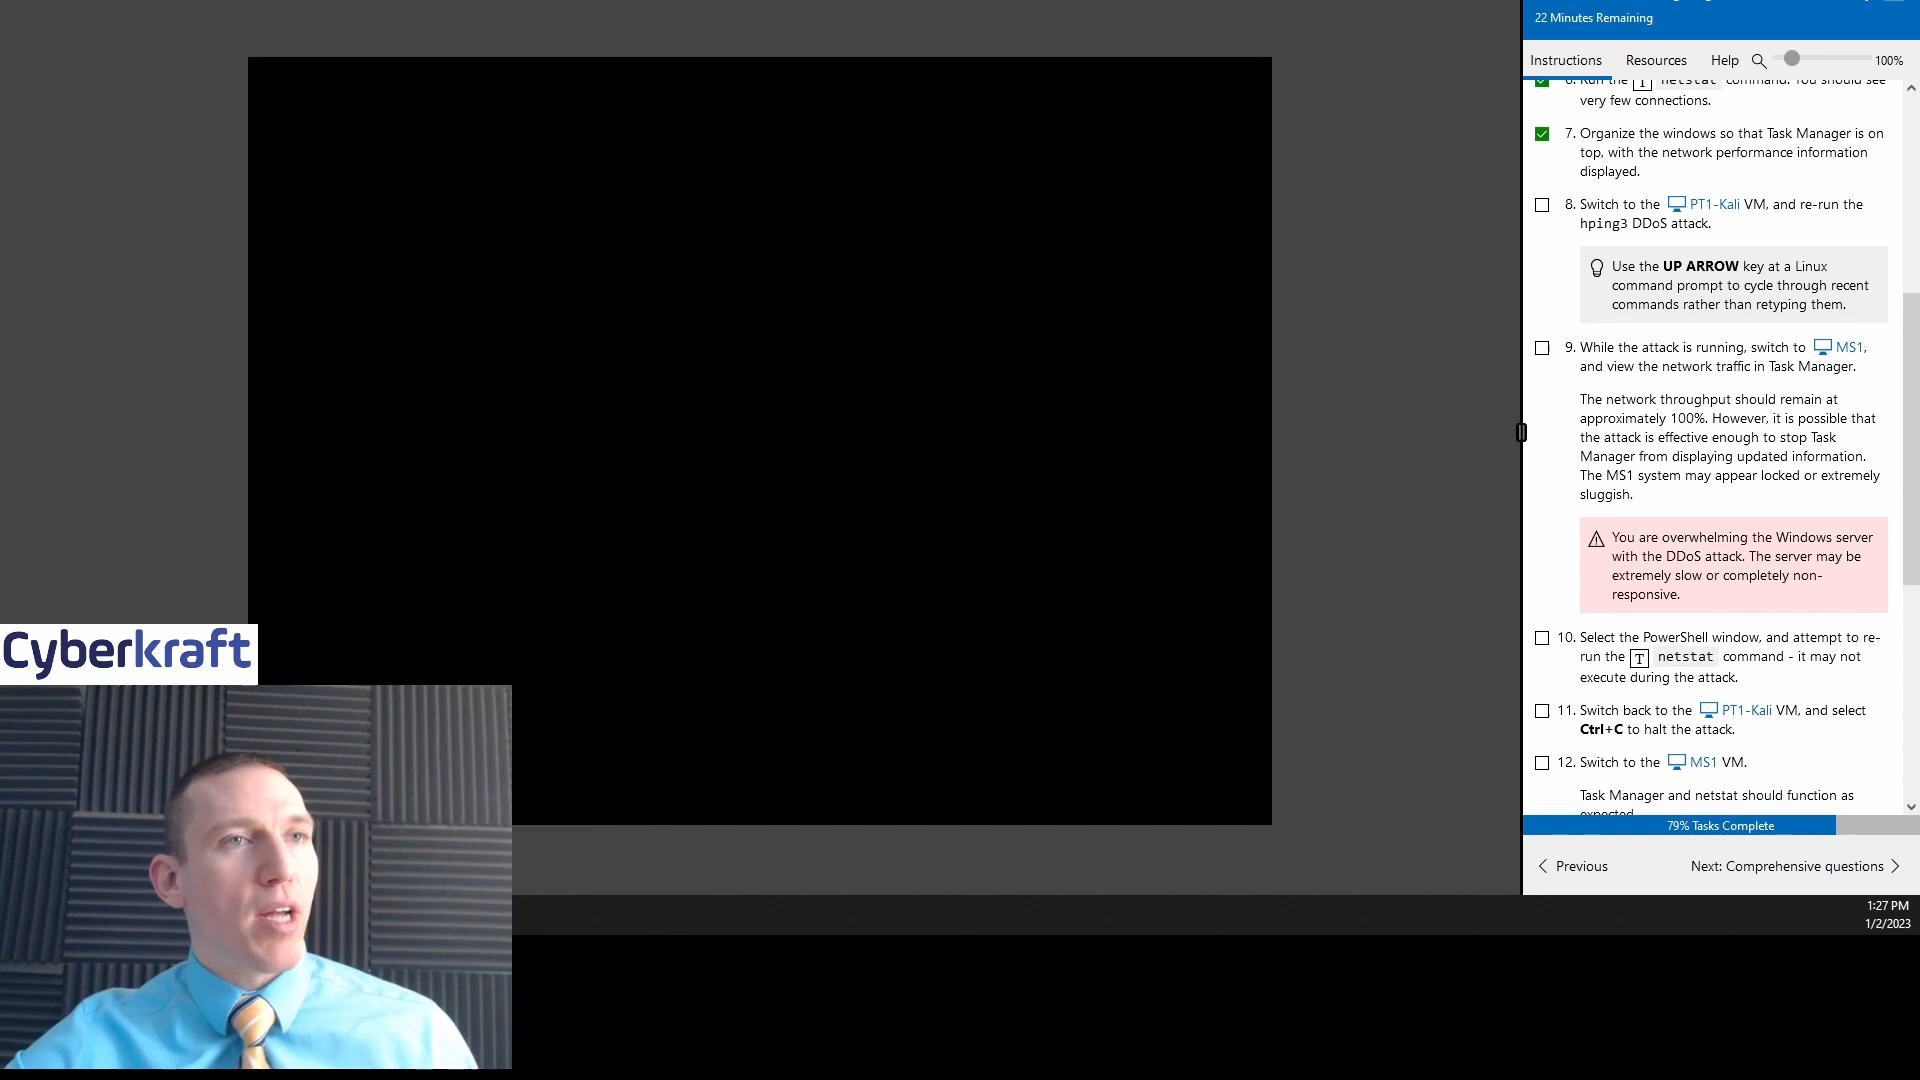 22 Minutes Remaining
Instructions Resources Help 100%
6. Run the T netstat command. You should see
very few connections.
7. Organize the windows so that Task Manager is on
top, with the network performance information
displayed.
8. Switch to the PT1-Kali VM, and re-run the
hping3 DDoS attack.
Use the UP ARROW key at a Linux
command prompt to cycle through recent
commands rather than retyping them.
9. While the attack is running, switch to MS1,
and view the network traffic in Task Manager.
The network throughput should remain at
approximately 100%. However, it is possible that
the attack is effective enough to stop Task
Manager from displaying updated information.
The MS1 system may appear locked or extremely
sluggish.
You are overwhelming the Windows server
with the DDoS attack. The server may be
extremely slow or completely non-
responsive.
10. Select the PowerShell window, and attempt to re-
run the T netstat command - it may not
execute during the attack.
11. Switch back to the PT1-Kali VM, and select
Ctrl+C to halt the attack.
12. Switch to the MS1 VM.
Task Manager and netstat should function as
expected.
79% Tasks Complete
Previous Next: Comprehensive questions
1:27 PM
1/2/2023
Cyberkraft